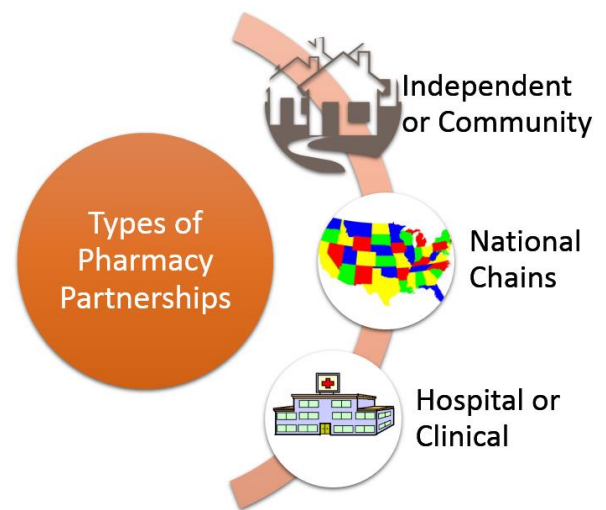 Types of
Pharmacy
Partnerships
Independent
or Community
National
Chains
Hospital or
Clinical